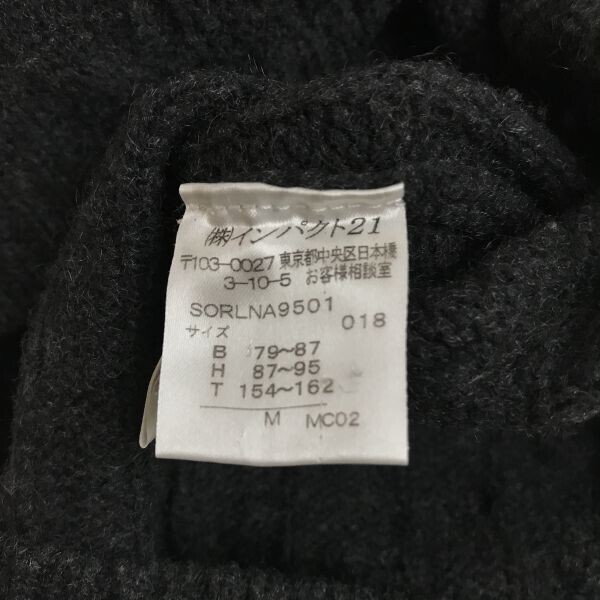 ㈱インパクト21
〒103-0027 東京都中央区日本橋
3-10-5 お客様相談室
SORLNA9501
サイズ 018
B 79~87
H 87~95
T 154~162
M MC02